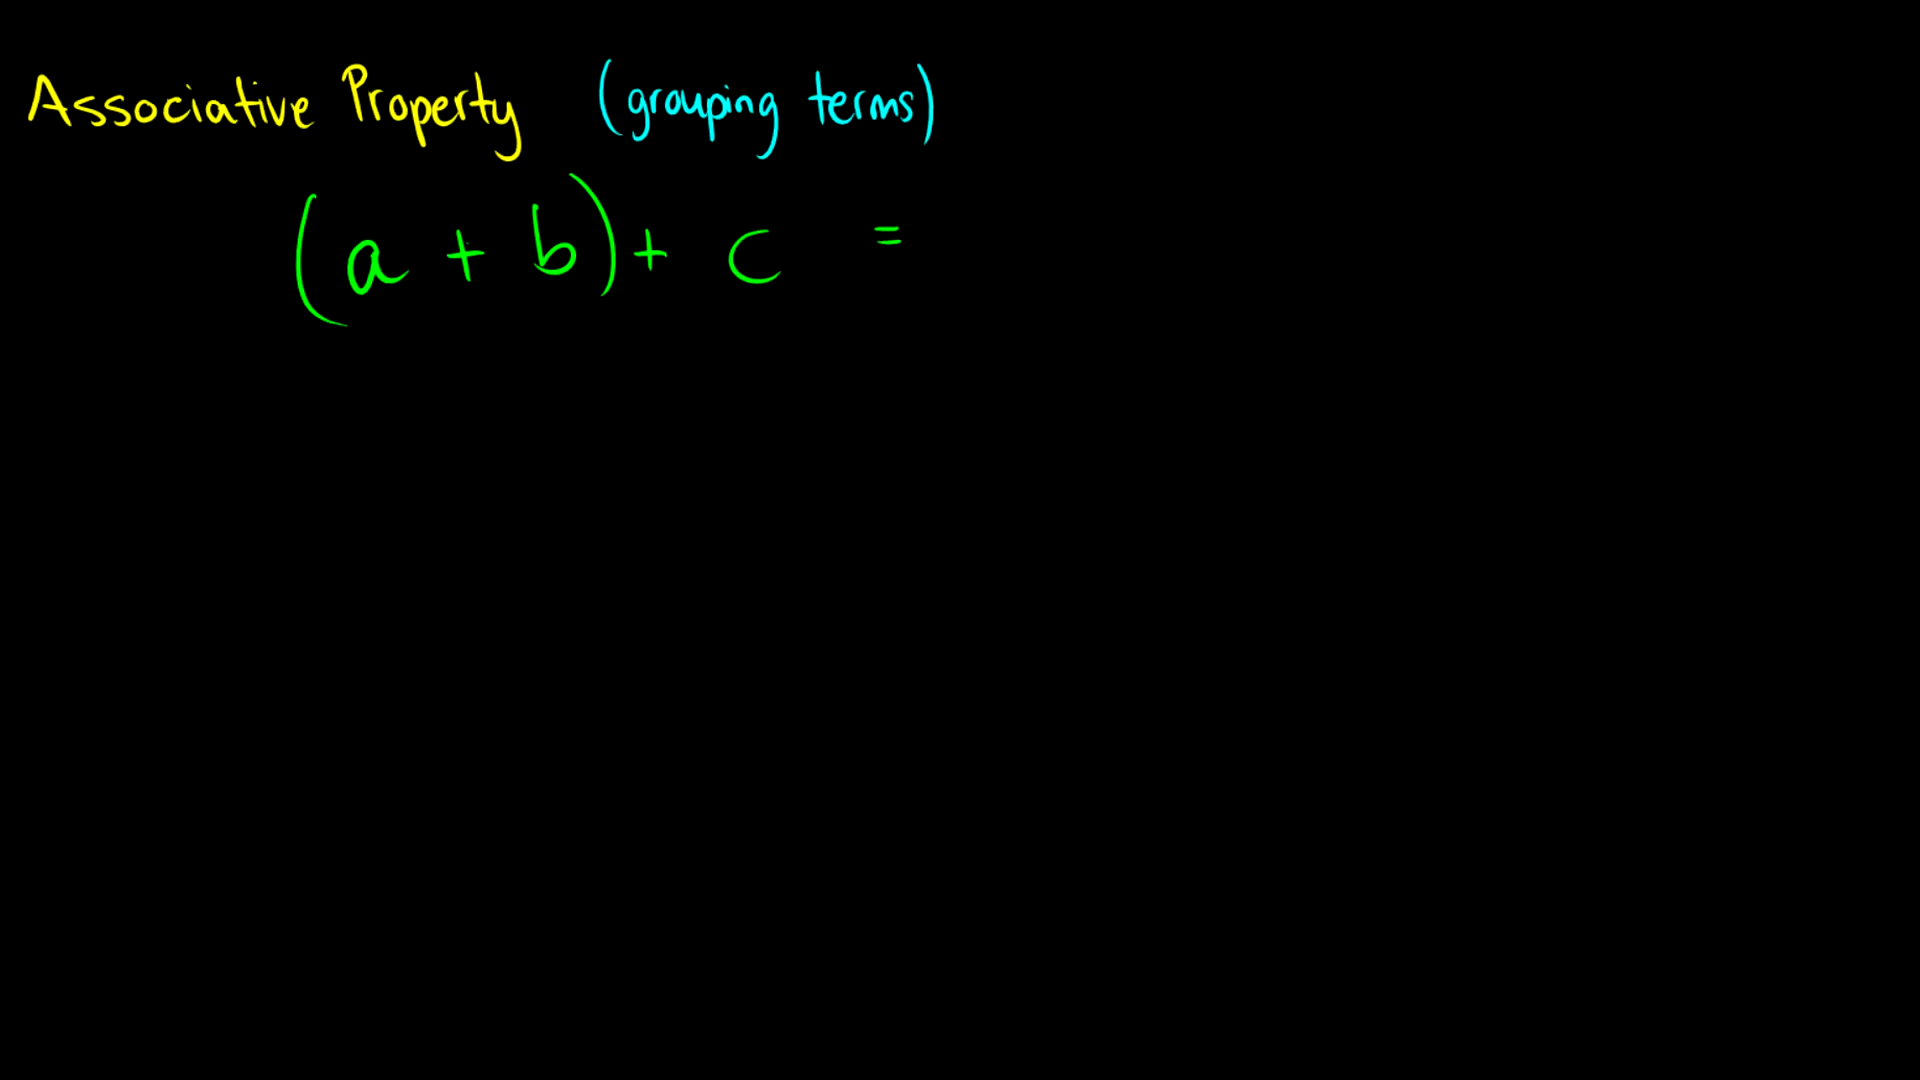 Associative Property (grouping terms)
(a + b) + c =